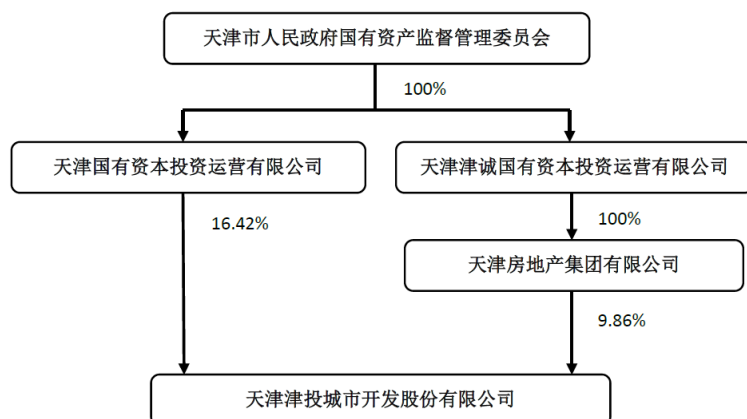 天津市人民政府国有资产监督管理委员会
100%
天津国有资本投资运营有限公司
天津津诚国有资本投资运营有限公司
16.42%
100%
天津房地产集团有限公司
9.86%
天津津投城市开发股份有限公司